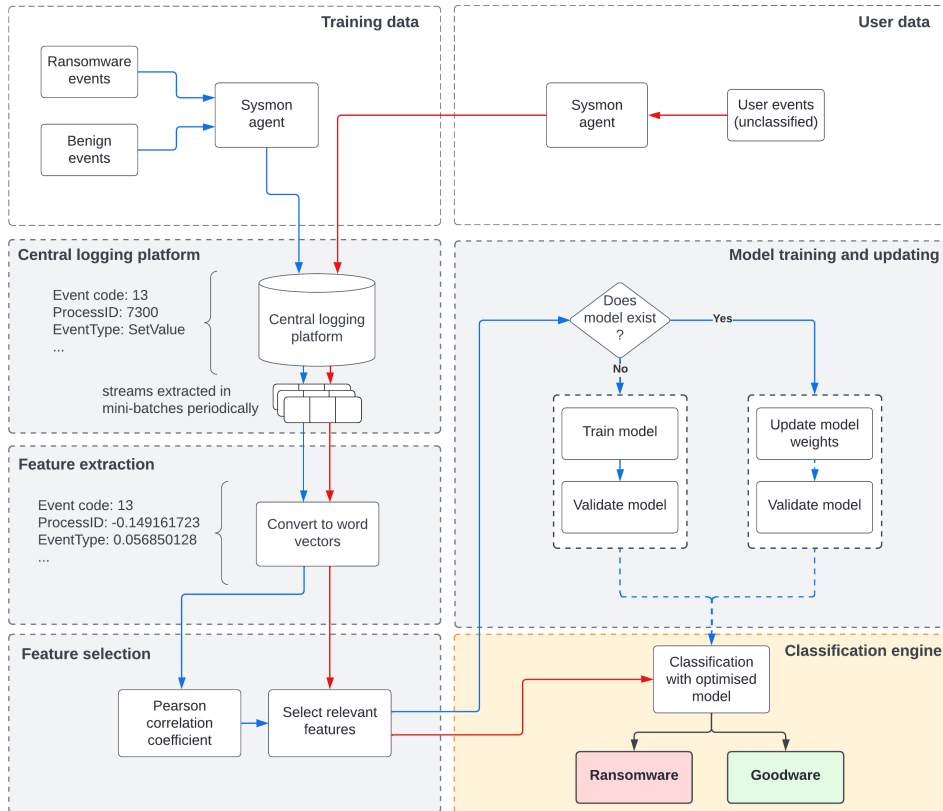 Training data
Ransomware
events
Benign
events
Sysmon
agent
User data
Sysmon
agent
User events
(unclassified)
Central logging platform
Event code: 13
ProcessID: 7300
EventType: SetValue
...
Central logging
platform
streams extracted in
mini-batches periodically
Feature extraction
Event code: 13
ProcessID: -0.149161723
EventType: 0.056850128
...
Convert to word
vectors
Feature selection
Pearson
correlation
coefficient
Select relevant
features
Model training and updating
Does
model exist
?
Yes
No
Train model
Validate model
Update model
weights
Validate model
Classification engine
Classification
with optimised
model
Ransomware
Goodware